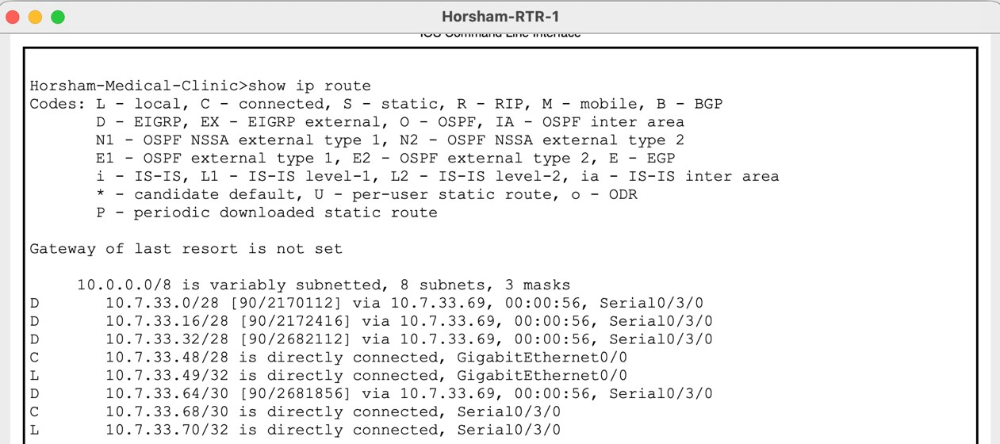 Horsham-RTR-1
IOS Command Line Interface
Horsham-Medical-Clinic>show ip route
Codes: L - local, C - connected, S - static, R - RIP, M - mobile, B - BGP
       D - EIGRP, EX - EIGRP external, O - OSPF, IA - OSPF inter area
       N1 - OSPF NSSA external type 1, N2 - OSPF NSSA external type 2
       E1 - OSPF external type 1, E2 - OSPF external type 2, E - EGP
       i - IS-IS, L1 - IS-IS level-1, L2 - IS-IS level-2, ia - IS-IS inter area
       * - candidate default, U - per-user static route, o - ODR
       P - periodic downloaded static route
Gateway of last resort is not set
     10.0.0.0/8 is variably subnetted, 8 subnets, 3 masks
D       10.7.33.0/28 [90/2170112] via 10.7.33.69, 00:00:56, Serial0/3/0
D       10.7.33.16/28 [90/2172416] via 10.7.33.69, 00:00:56, Serial0/3/0
D       10.7.33.32/28 [90/2682112] via 10.7.33.69, 00:00:56, Serial0/3/0
C       10.7.33.48/28 is directly connected, GigabitEthernet0/0
L       10.7.33.49/32 is directly connected, GigabitEthernet0/0
D       10.7.33.64/30 [90/2681856] via 10.7.33.69, 00:00:56, Serial0/3/0
C       10.7.33.68/30 is directly connected, Serial0/3/0
L       10.7.33.70/32 is directly connected, Serial0/3/0